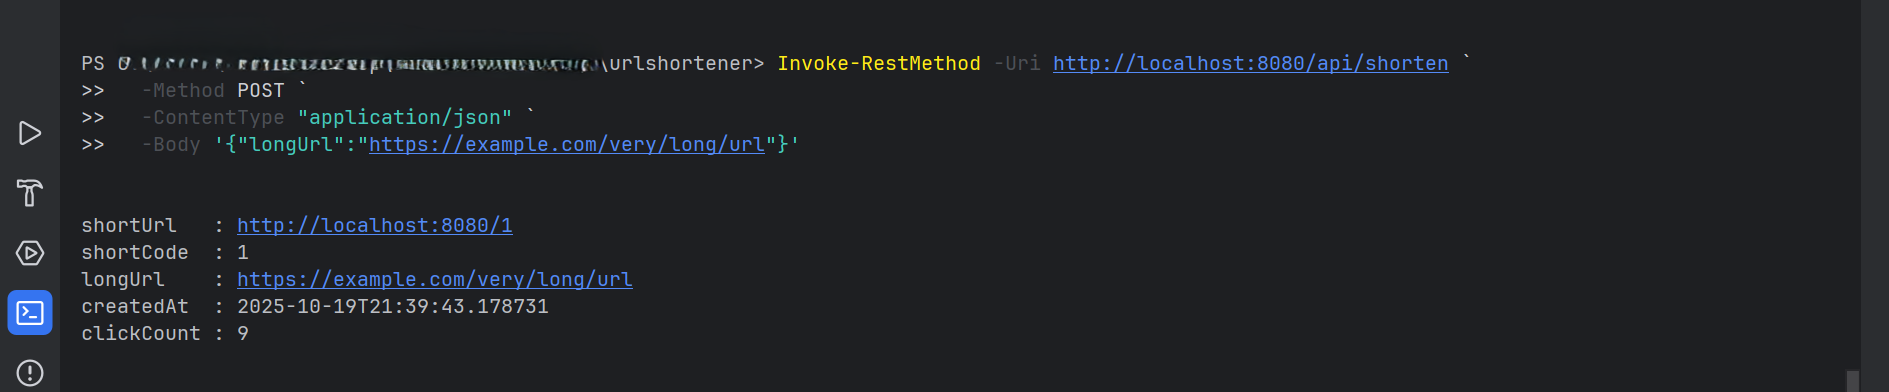 PS \urlshortener> Invoke-RestMethod -Uri http://localhost:8080/api/shorten `
>>   -Method POST `
>>   -ContentType "application/json" `
>>   -Body '{"longUrl":"https://example.com/very/long/url"}'
shortUrl   : http://localhost:8080/1
shortCode  : 1
longUrl    : https://example.com/very/long/url
createdAt  : 2025-10-19T21:39:43.178731
clickCount : 9